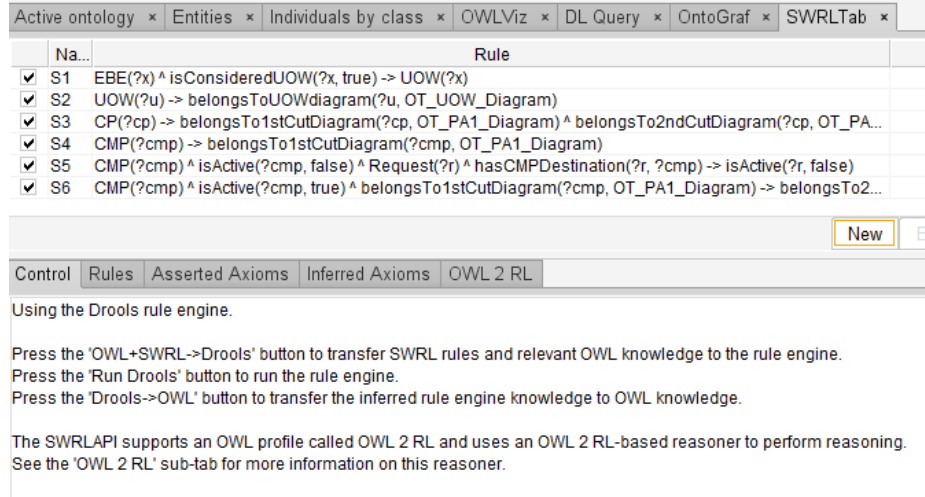 Active ontology × Entities × Individuals by class × OWLViz × DL Query × OntoGraf × SWRLTab ×
Na... Rule
S1 EBE(?x) ^ isConsideredUOW(?x, true) -> UOW(?x)
S2 UOW(?u) -> belongsToUOWdiagram(?u, OT_UOW_Diagram)
S3 CP(?cp) -> belongsTo1stCutDiagram(?cp, OT_PA1_Diagram) ^ belongsTo2ndCutDiagram(?cp, OT_PA...
S4 CMP(?cmp) -> belongsTo1stCutDiagram(?cmp, OT_PA1_Diagram)
S5 CMP(?cmp) ^ isActive(?cmp, false) ^ Request(?r) ^ hasCMPDestination(?r, ?cmp) -> isActive(?r, false)
S6 CMP(?cmp) ^ isActive(?cmp, true) ^ belongsTo1stCutDiagram(?cmp, OT_PA1_Diagram) -> belongsTo2...
New E
Control Rules Asserted Axioms Inferred Axioms OWL 2 RL
Using the Drools rule engine.
Press the 'OWL+SWRL->Drools' button to transfer SWRL rules and relevant OWL knowledge to the rule engine.
Press the 'Run Drools' button to run the rule engine.
Press the 'Drools->OWL' button to transfer the inferred rule engine knowledge to OWL knowledge.
The SWRLAPI supports an OWL profile called OWL 2 RL and uses an OWL 2 RL-based reasoner to perform reasoning.
See the 'OWL 2 RL' sub-tab for more information on this reasoner.